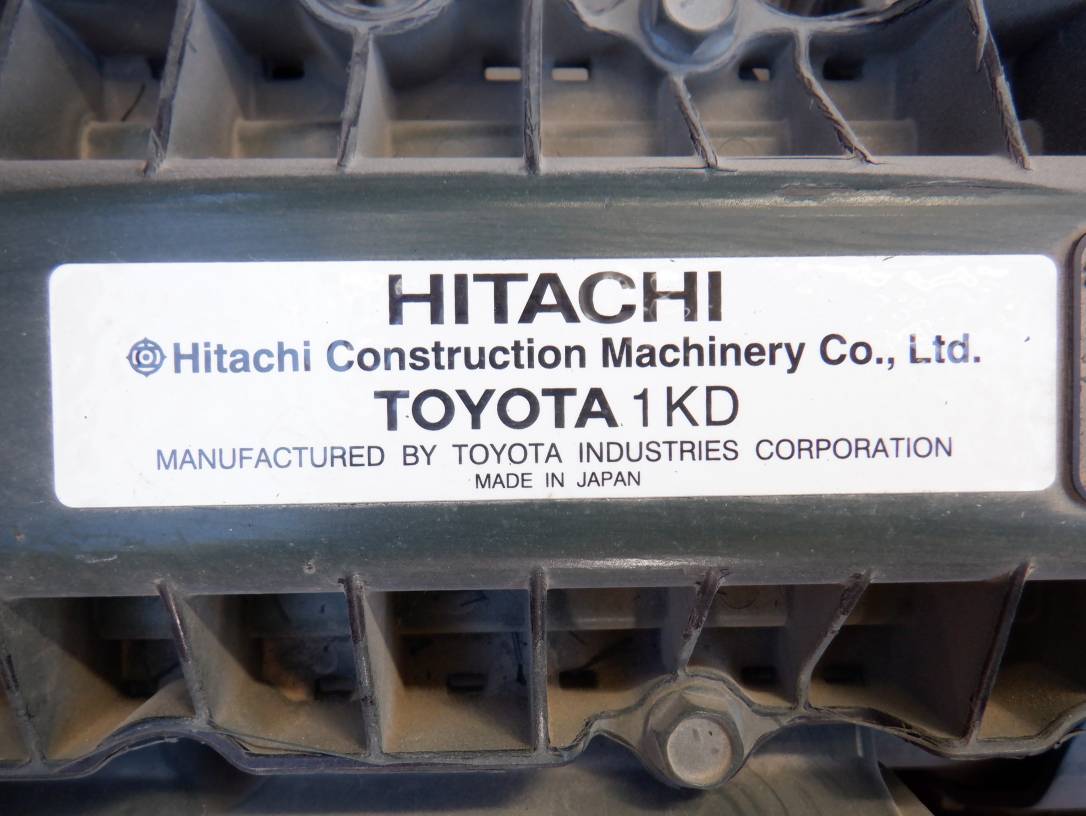 HITACHI
Hitachi Construction Machinery Co., Ltd.
TOYOTA 1KD
MANUFACTURED BY TOYOTA INDUSTRIES CORPORATION
MADE IN JAPAN